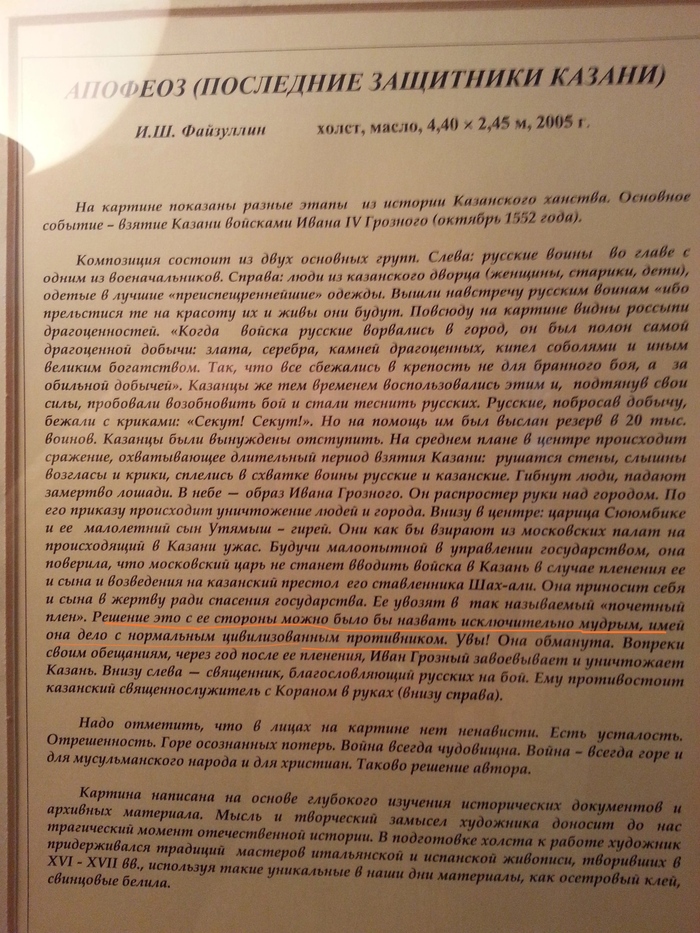 АПОФЕОЗ (ПОСЛЕДНИЕ ЗАЩИТНИКИ КАЗАНИ)
И.Ш. Файзуллин холст, масло, 4,40 × 2,45 м, 2005 г.
На картине показаны разные этапы из истории Казанского ханства. Основное
событие – взятие Казани войсками Ивана IV Грозного (октябрь 1552 года).
Композиция состоит из двух основных групп. Слева: русские воины во главе с
одним из военачальников. Справа: люди из казанского дворца (женщины, старики, дети),
одетые в лучшие «преиспещреннейшие» одежды. Вышли навстречу русским воинам «ибо
прельстися те на красоту их и живы они будут. Повсюду на картине видны россыпи
драгоценностей. «Когда войска русские ворвались в город, он был полон самой
драгоценной добычи: злата, серебра, камней драгоценных, кипел соболями и иным
великим богатством. Так, что все сбежались в крепость не для бранного боя, а за
обильной добычей». Казанцы же тем временем воспользовались этим и, подтянув свои
силы, пробовали возобновить бой и стали теснить русских. Русские, побросав добычу,
бежали с криками: «Секут! Секут!». Но на помощь им был выслан резерв в 20 тыс.
воинов. Казанцы были вынуждены отступить. На среднем плане в центре происходит
сражение, охватывающее длительный период взятия Казани: рушатся стены, слышны
возгласы и крики, сплелись в схватке воины русские и казанские. Гибнут люди, падают
замертво лошади. В небе — образ Ивана Грозного. Он распростер руки над городом. По
его приказу происходит уничтожение людей и города. Внизу в центре: царица Сююмбике
и ее малолетний сын Утямыш – гирей. Они как бы взирают из московских палат на
происходящий в Казани ужас. Будучи малоопытной в управлении государством, она
поверила, что московский царь не станет вводить войска в Казань в случае пленения ее
и сына и возведения на казанский престол его ставленника Шах-али. Она приносит себя
и сына в жертву ради спасения государства. Ее увозят в так называемый «почетный
плен». Решение это с ее стороны можно было бы назвать исключительно мудрым, имей
она дело с нормальным цивилизованным противником. Увы! Она обманута. Вопреки
своим обещаниям, через год после ее пленения, Иван Грозный завоевывает и уничтожает
Казань. Внизу слева — священник, благословляющий русских на бой. Ему противостоит
казанский священнослужитель с Кораном в руках (внизу справа).
Надо отметить, что в лицах на картине нет ненависти. Есть усталость.
Отрешенность. Горе осознанных потерь. Война всегда чудовищна. Война – всегда горе и
для мусульманского народа и для христиан. Таково решение автора.
Картина написана на основе глубокого изучения исторических документов и
архивных материала. Мысль и творческий замысел художника доносит до нас
трагический момент отечественной истории. В подготовке холста к работе художник
придерживался традиций мастеров итальянской и испанской живописи, творивших в
XVI - XVII вв., используя такие уникальные в наши дни материалы, как осетровый клей,
свинцовые белила.